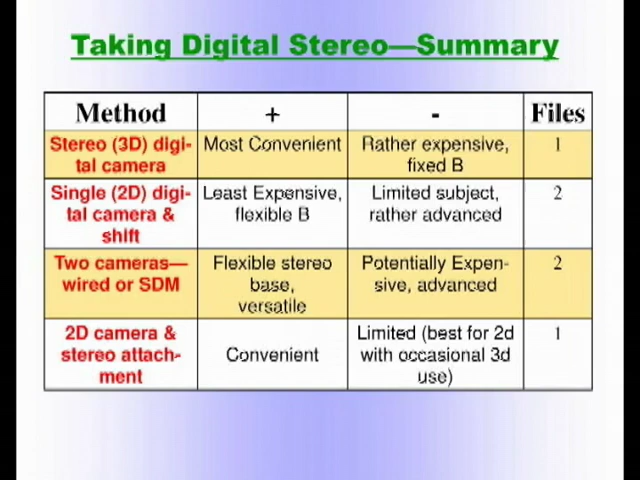 Taking Digital Stereo—Summary
Method + - Files
Stereo (3D) digi-
tal camera
Most Convenient
Rather expensive,
fixed B
1
Single (2D) digi-
tal camera &
shift
Least Expensive,
flexible B
Limited subject,
rather advanced
2
Two cameras—
wired or SDM
Flexible stereo
base,
versatile
Potentially Expen-
sive, advanced
2
2D camera &
stereo attach-
ment
Convenient
Limited (best for 2d
with occasional 3d
use)
1